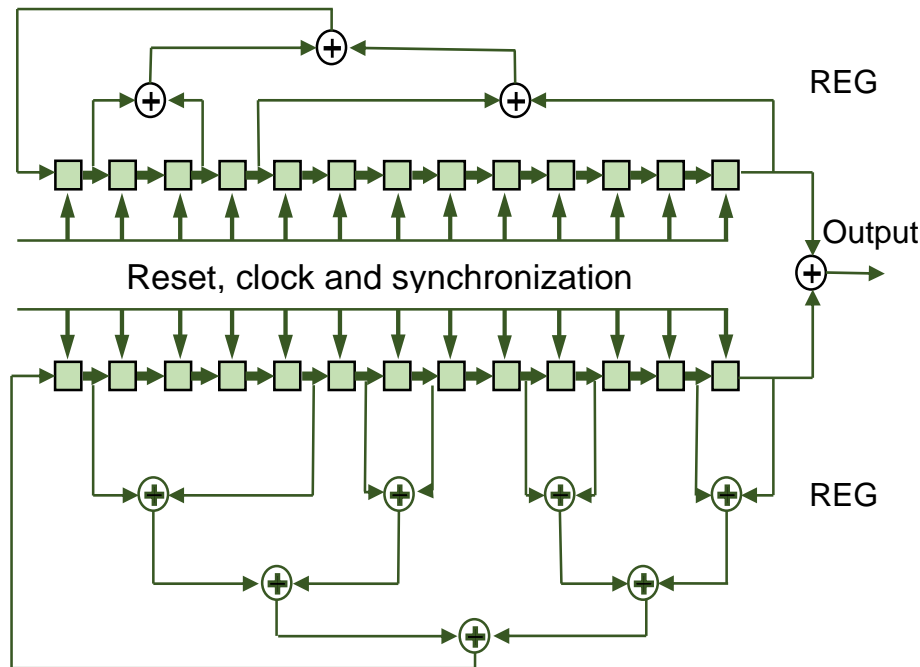 REG
Output
Reset, clock and synchronization
REG